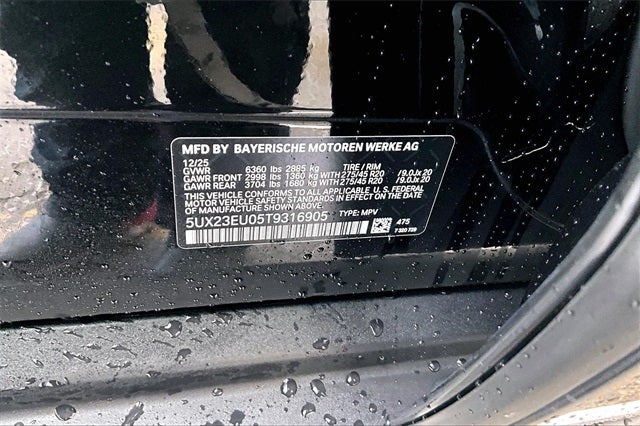 MFD BY BAYERISCHE MOTOREN WERKE AG
12/25
GVWR 6360 lbs 2885 kg TIRE / RIM
GAWR FRONT 2998 lbs 1360 kg WITH 275/45 R20 /9.0Jx 20
GAWR REAR 3704 lbs 1680 kg WITH 275/45 R20 /9.0Jx 20
THIS VEHICLE CONFORMS TO ALL APPLICABLE U.S. FEDERAL
MOTOR VEHICLE SAFETY STANDARDS IN EFFECT ON THE
DATE OF MANUFACTURE SHOWN ABOVE.
5UX23EU05T9316905 TYPE: MPV
475
7 320 729